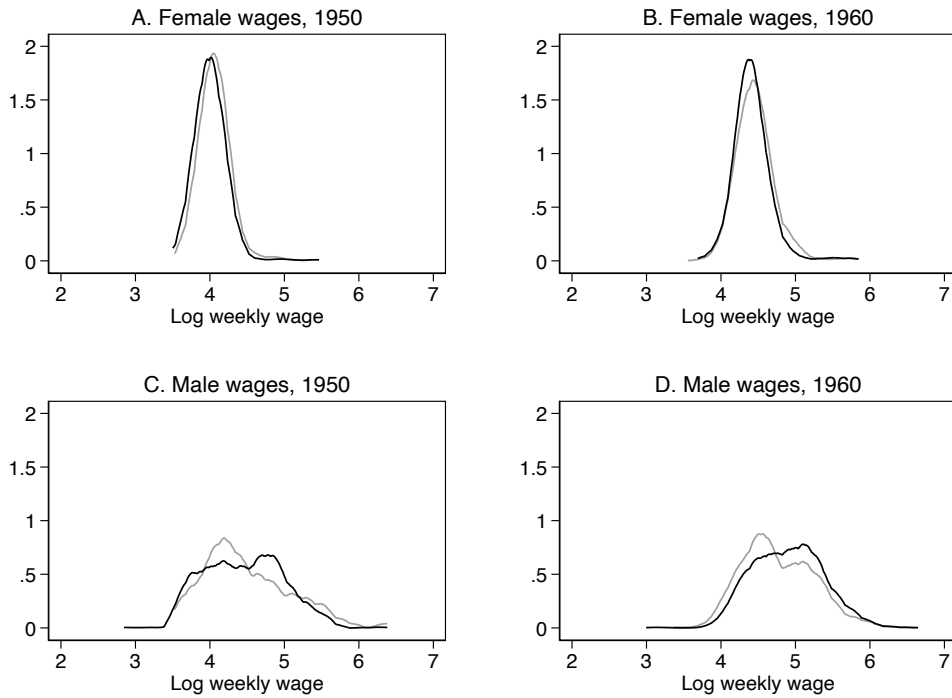 A. Female wages, 1950
2
1.5
1
.5
0
2 3 4 5 6 7
Log weekly wage
B. Female wages, 1960
2
1.5
1
.5
0
2 3 4 5 6 7
Log weekly wage
C. Male wages, 1950
2
1.5
1
.5
0
2 3 4 5 6 7
Log weekly wage
D. Male wages, 1960
2
1.5
1
.5
0
2 3 4 5 6 7
Log weekly wage